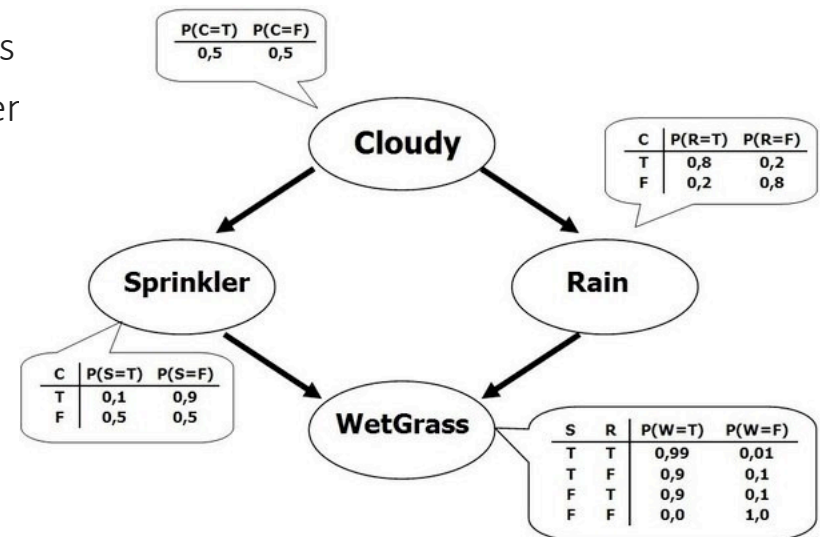 P(C=T) P(C=F)
0,5 0,5
Cloudy
C P(R=T) P(R=F)
T 0,8 0,2
F 0,2 0,8
Sprinkler
Rain
C P(S=T) P(S=F)
T 0,1 0,9
F 0,5 0,5
WetGrass
S R P(W=T) P(W=F)
T T 0,99 0,01
T F 0,9 0,1
F T 0,9 0,1
F F 0,0 1,0